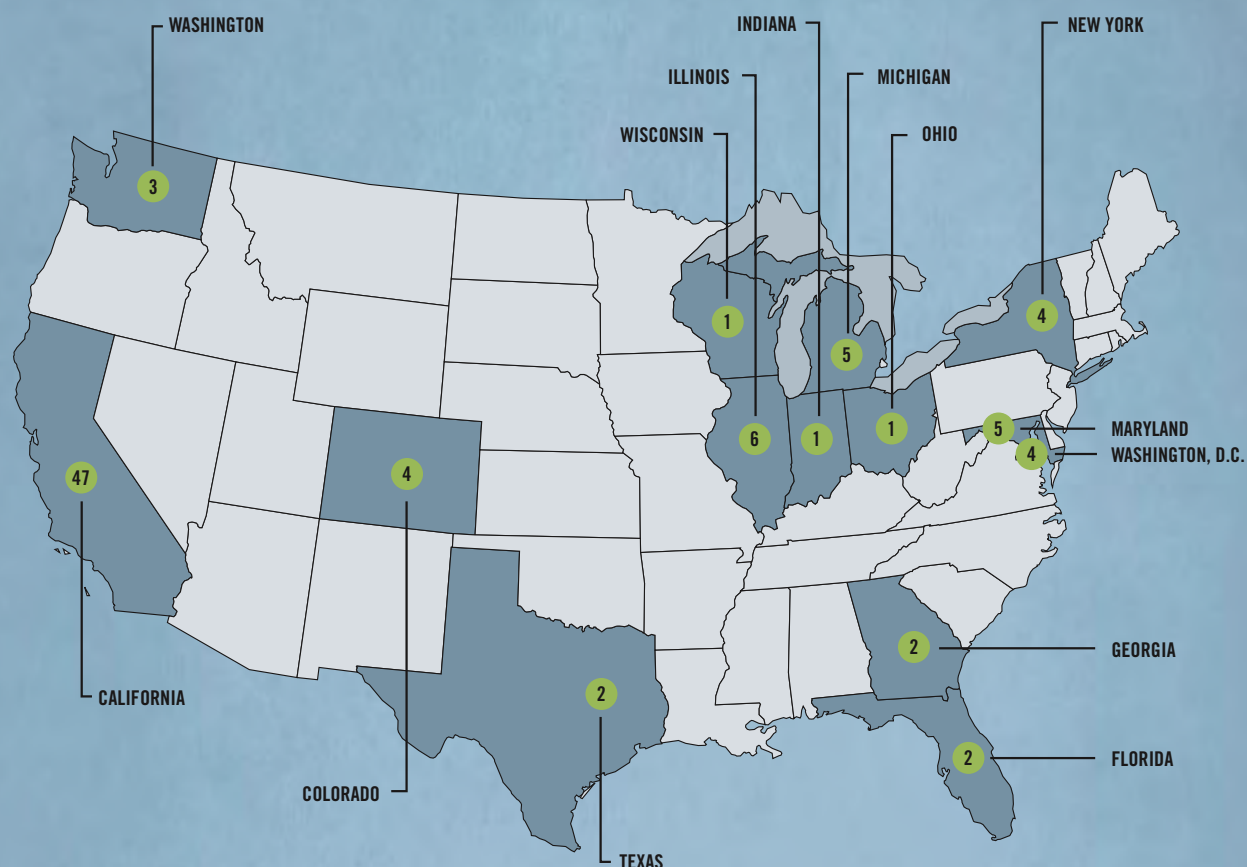 WASHINGTON
INDIANA
NEW YORK
ILLINOIS
MICHIGAN
WISCONSIN
OHIO
3
1
4
5
47
4
6
1
1
5
MARYLAND
4
WASHINGTON, D.C.
2
GEORGIA
CALIFORNIA
2
2
FLORIDA
COLORADO
TEXAS